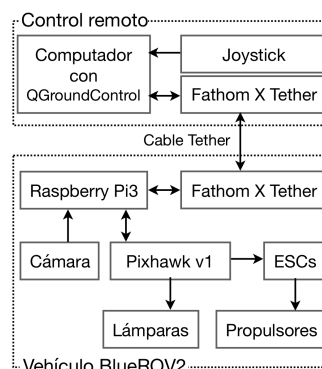 Control remoto
Computador
con
QGroundControl
Joystick
Fathom X Tether
Cable Tether
Raspberry Pi3
Fathom X Tether
Cámara
Pixhawk v1
ESCs
Lámparas
Propulsores
Vehículo BlueROV2